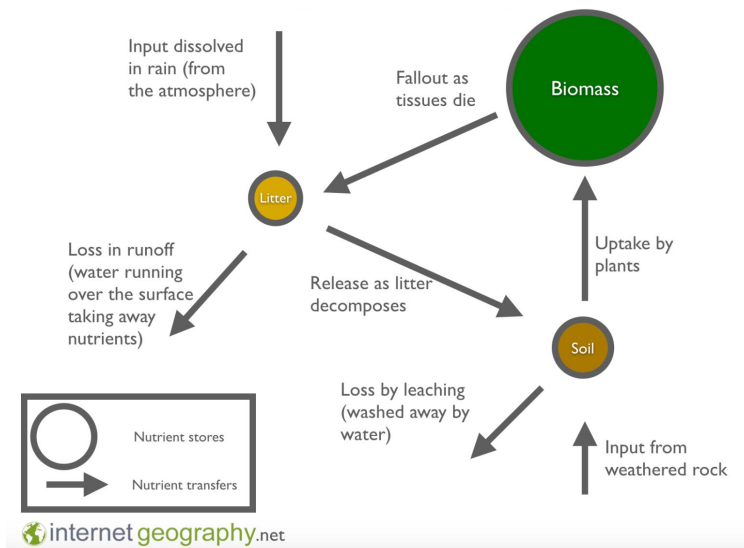 Input dissolved
in rain (from
the atmosphere)
Fallout as
tissues die
Biomass
Litter
Loss in runoff
(water running
over the surface
taking away
nutrients)
Release as litter
decomposes
Uptake by
plants
Soil
Loss by leaching
(washed away by
water)
Input from
weathered rock
Nutrient stores
Nutrient transfers
internetgeography.net